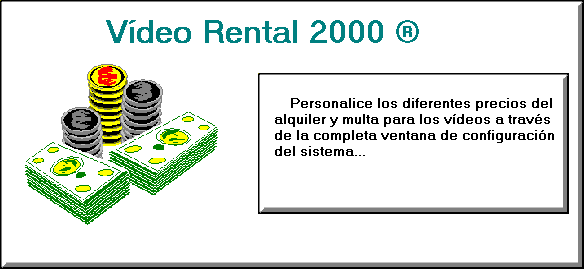 Vídeo Rental 2000 ®
Personalice los diferentes precios del
alquiler y multa para los vídeos a través
de la completa ventana de configuración
del sistema...